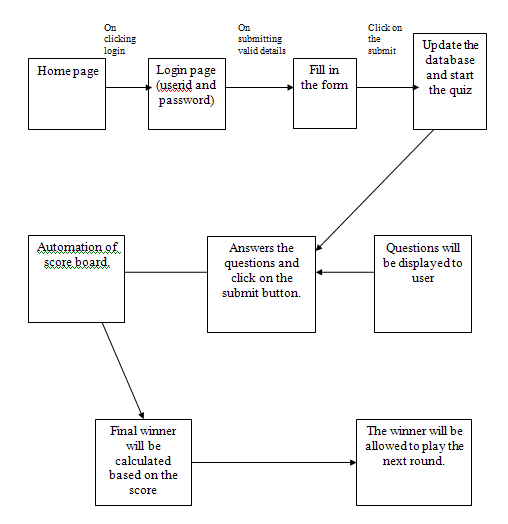 On
clicking
login
On
submitting
valid details
Click on
the
submit
Home page
Login page
(userid and
password)
Fill in
the form
Update the
database
and start
the quiz
Automation of
score board.
Answers the
questions and
click on the
submit button.
Questions will
be displayed to
user
Final winner
will be
calculated
based on the
score
The winner will be
allowed to play the
next round.